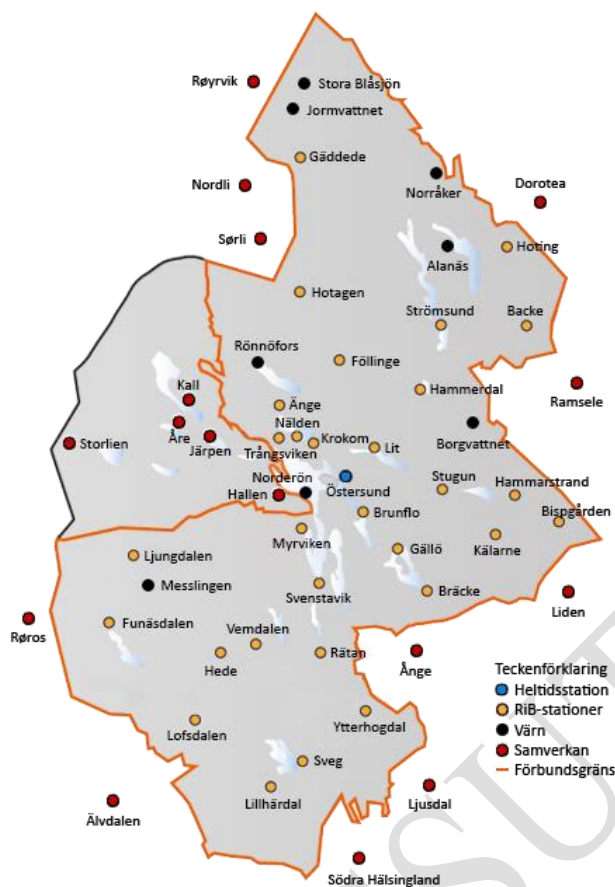 Røyrvik
Stora Blåsjön
Jormvattnet
Gäddede
Nordli
Norråker
Dorotea
Sørli
Alanäs
Hoting
Hotagen
Strömsund
Backe
Rönnöfors
Föllinge
Kall
Hammerdal
Ramsele
Änge
Åre
Nälden
Storlien
Järpen
Krokom
Borgvattnet
Trångsviken
Lit
Norderön
Stugun
Hammarstrand
Hallen
Östersund
Bispgården
Brunflo
Myrviken
Kälarne
Ljungdalen
Gällö
Messlingen
Svenstavik
Bräcke
Liden
Røros
Funäsdalen
Vemdalen
Hede
Rätan
Ånge
Teckenförklaring
Heltidsstation
RiB-stationer
Värn
Samverkan
Förbundsgräns
Lofsdalen
Ytterhogdal
Sveg
Lillhärdal
Ljusdal
Älvdalen
Södra Hälsingland
SUT